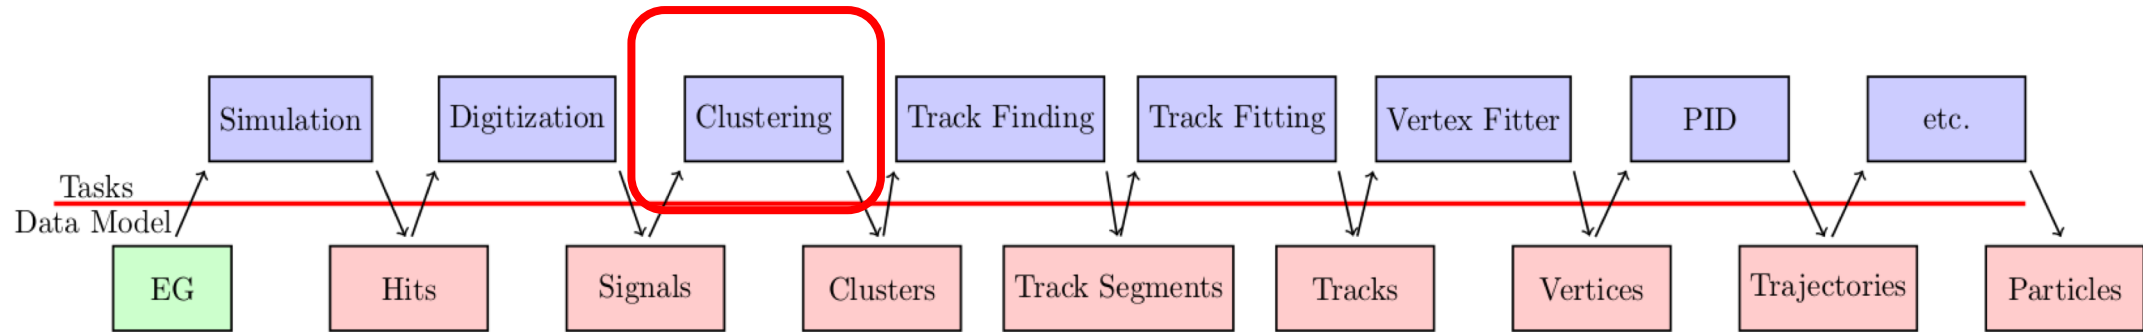 Simulation
Digitization
Clustering
Track Finding
Track Fitting
Vertex Fitter
PID
etc.
Tasks
Data Model
EG
Hits
Signals
Clusters
Track Segments
Tracks
Vertices
Trajectories
Particles